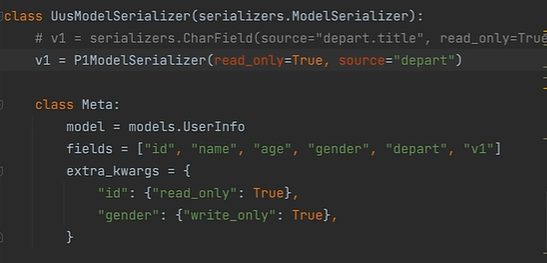 class UusModelSerializer(serializers.ModelSerializer):
# v1 = serializers.CharField(source="depart.title", read_only=True
v1 = P1ModelSerializer(read_only=True, source="depart")
class Meta:
model = models.UserInfo
fields = ["id", "name", "age", "gender", "depart", "v1"]
extra_kwargs = {
"id": {"read_only": True},
"gender": {"write_only": True},
}